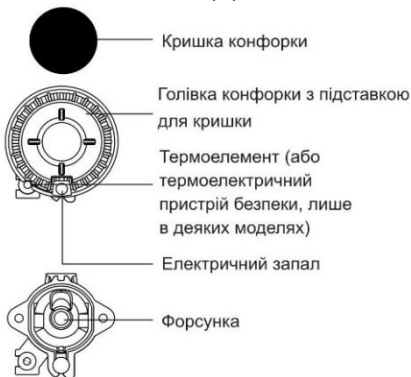 Кришка конфорки
Голівка конфорки з підставкою
для кришки
Термоелемент (або
термоелектричний
пристрій безпеки, лише
в деяких моделях)
Електричний запал
Форсунка